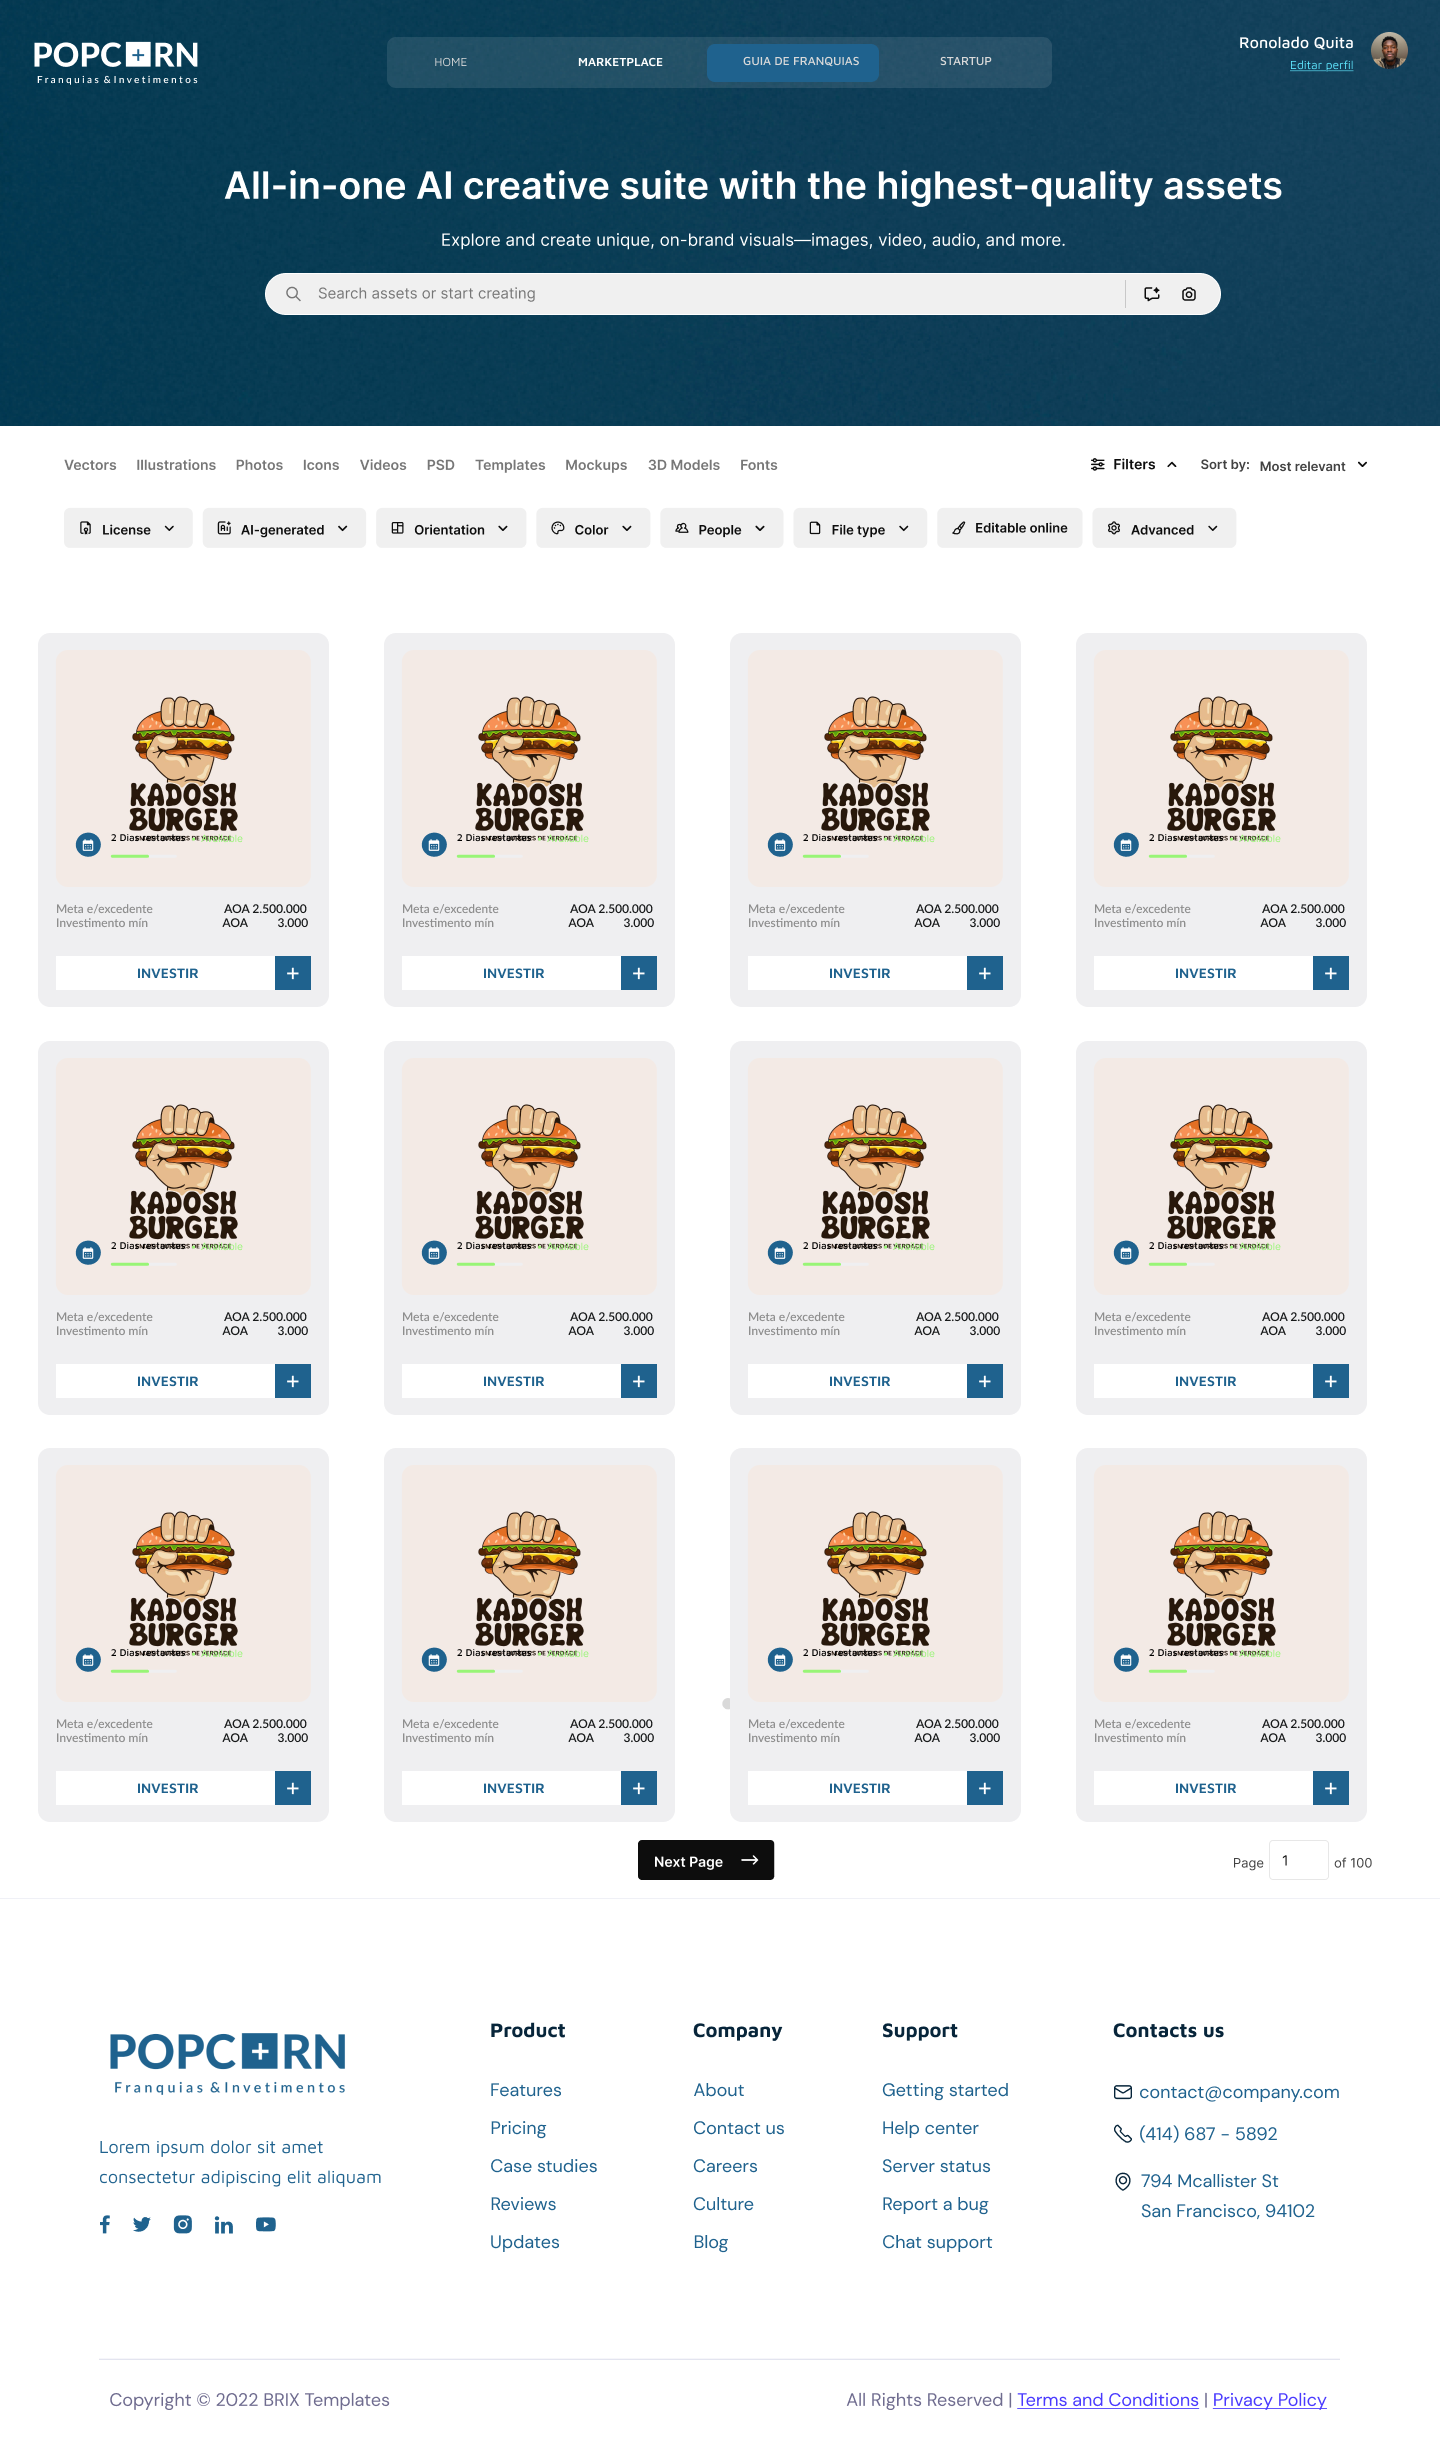 POPCRN
Franquias & Invetimentos
HOME
MARKETPLACE
GUIA DE FRANQUIAS
STARTUP
Ronolado Quita
Editar perfil
All-in-one AI creative suite with the highest-quality assets
Explore and create unique, on-brand visuals—images, video, audio, and more.
Search assets or start creating
Vectors Illustrations Photos Icons Videos PSD Templates Mockups 3D Models Fonts
Filters Sort by: Most relevant
License AI-generated Orientation Color People File type Editable online Advanced
KADOSH KADOSH KADOSH KADOSH
BURGER BURGER BURGER BURGER
2 Dias restantes 2 Dias restantes 2 Dias restantes 2 Dias restantes
Meta e/excedente AOA 2.500.000 Meta e/excedente AOA 2.500.000 Meta e/excedente AOA 2.500.000 Meta e/excedente AOA 2.500.000
Investimento mín AOA 3.000 Investimento mín AOA 3.000 Investimento mín AOA 3.000 Investimento mín AOA 3.000
INVESTIR + INVESTIR + INVESTIR + INVESTIR +
KADOSH KADOSH KADOSH KADOSH
BURGER BURGER BURGER BURGER
2 Dias restantes 2 Dias restantes 2 Dias restantes 2 Dias restantes
Meta e/excedente AOA 2.500.000 Meta e/excedente AOA 2.500.000 Meta e/excedente AOA 2.500.000 Meta e/excedente AOA 2.500.000
Investimento mín AOA 3.000 Investimento mín AOA 3.000 Investimento mín AOA 3.000 Investimento mín AOA 3.000
INVESTIR + INVESTIR + INVESTIR + INVESTIR +
KADOSH KADOSH KADOSH KADOSH
BURGER BURGER BURGER BURGER
2 Dias restantes 2 Dias restantes 2 Dias restantes 2 Dias restantes
Meta e/excedente AOA 2.500.000 Meta e/excedente AOA 2.500.000 Meta e/excedente AOA 2.500.000 Meta e/excedente AOA 2.500.000
Investimento mín AOA 3.000 Investimento mín AOA 3.000 Investimento mín AOA 3.000 Investimento mín AOA 3.000
INVESTIR + INVESTIR + INVESTIR + INVESTIR +
Next Page
Page 1 of 100
POPCRN
Franquias & Invetimentos
Lorem ipsum dolor sit amet
consectetur adipiscing elit aliquam
Product
Features
Pricing
Case studies
Reviews
Updates
Company
About
Contact us
Careers
Culture
Blog
Support
Getting started
Help center
Server status
Report a bug
Chat support
Contacts us
contact@company.com
(414) 687 - 5892
794 Mcallister St
San Francisco, 94102
Copyright © 2022 BRIX Templates
All Rights Reserved | Terms and Conditions | Privacy Policy